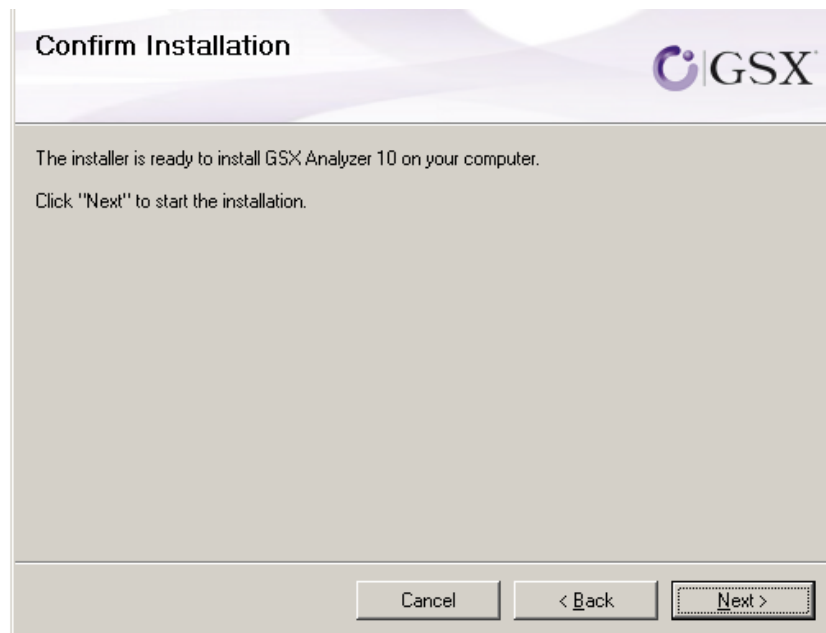 Confirm Installation
GSX
The installer is ready to install GSX Analyzer 10 on your computer.
Click "Next" to start the installation.
Cancel
< Back
Next >